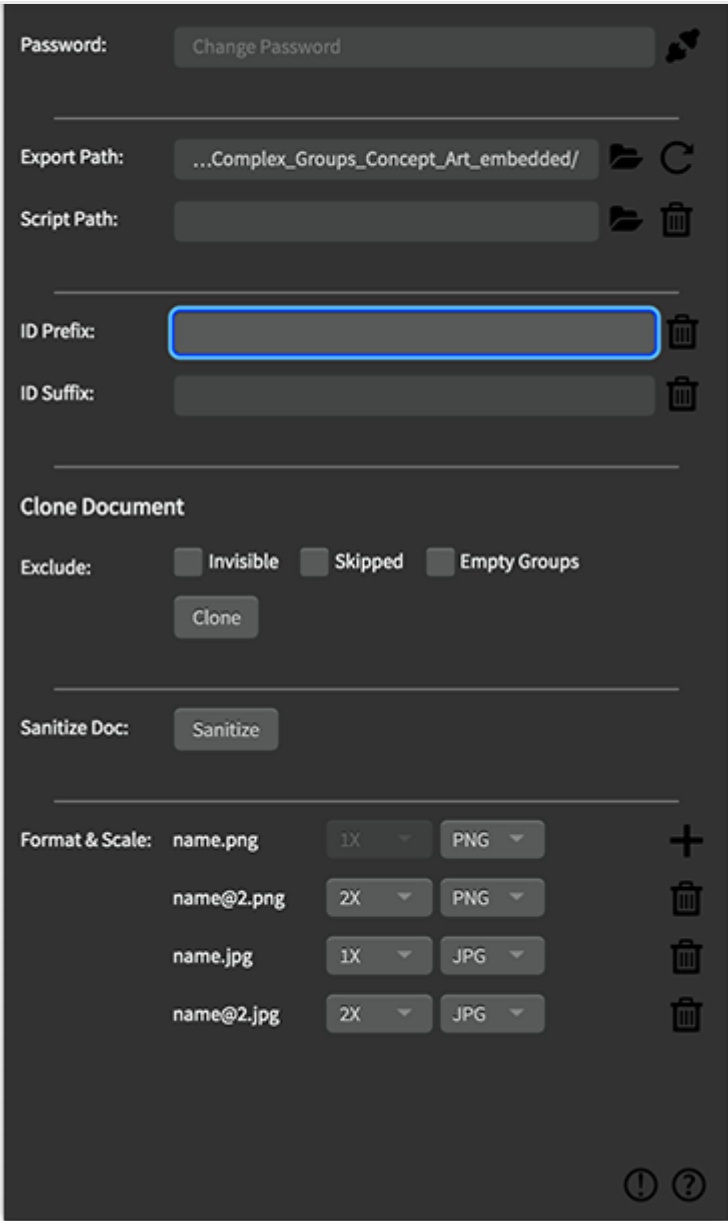 Password: Change Password
Export Path: ...Complex_Groups_Concept_Art_embedded/
Script Path:
ID Prefix:
ID Suffix:
Clone Document
Exclude: Invisible Skipped Empty Groups
Clone
Sanitize Doc: Sanitize
Format & Scale: name.png 1X PNG
name@2.png 2X PNG
name.jpg 1X JPG
name@2.jpg 2X JPG